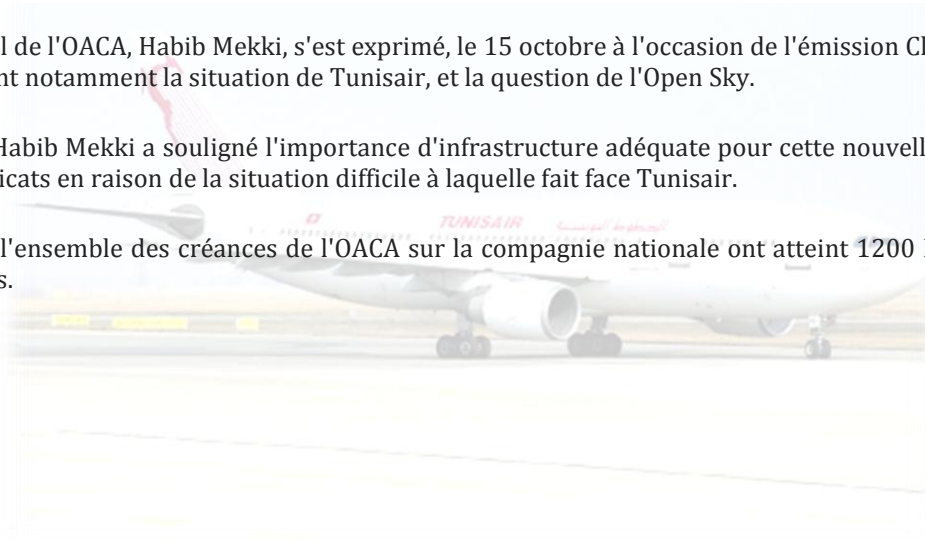 l de l'OACA, Habib Mekki, s'est exprimé, le 15 octobre à l'occasion de l'émission Cl
nt notamment la situation de Tunisair, et la question de l'Open Sky.
Habib Mekki a souligné l'importance d'infrastructure adéquate pour cette nouvell
icats en raison de la situation difficile à laquelle fait face Tunisair.
l'ensemble des créances de l'OACA sur la compagnie nationale ont atteint 1200
s.
TUNISAIR